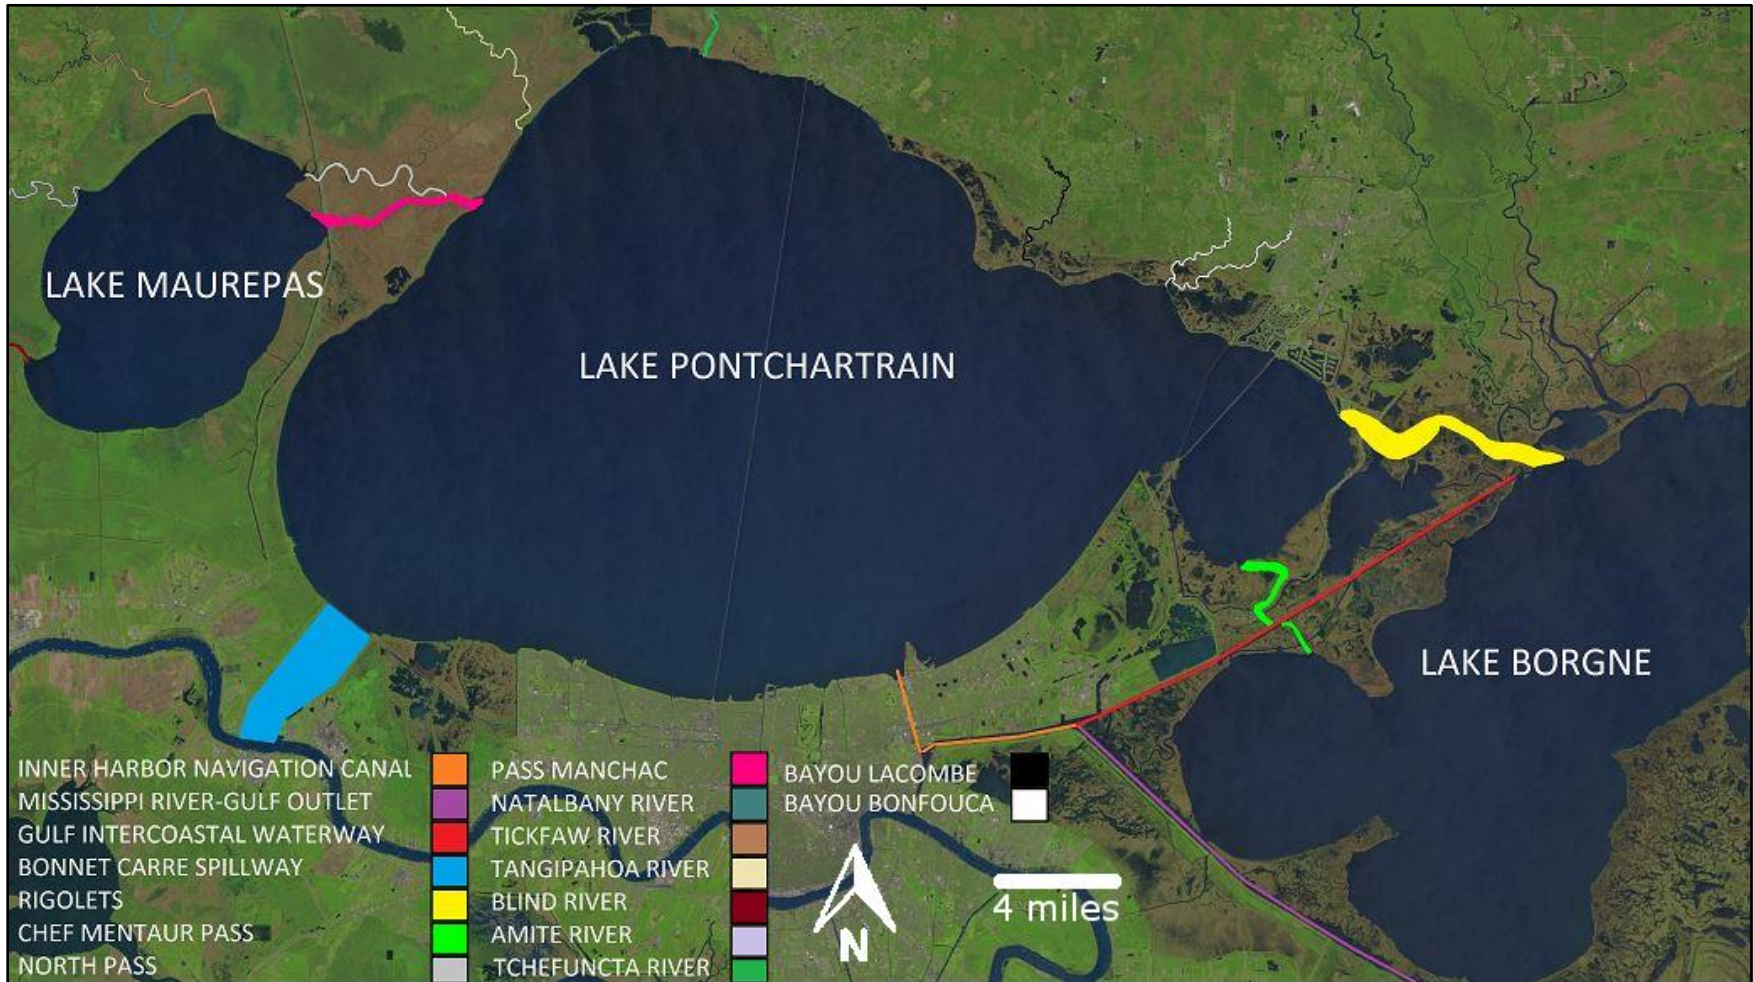 LAKE MAUREPAS
LAKE PONTCHARTRAIN
LAKE BORGNE
INNER HARBOR NAVIGATION CANAL
MISSISSIPPI RIVER-GULF OUTLET
GULF INTERCOASTAL WATERWAY
BONNET CARRE SPILLWAY
RIGOLETS
CHEF MENTAUR PASS
NORTH PASS
PASS MANCHAC
NATALBANY RIVER
TICKFAW RIVER
TANGIPAHOA RIVER
BLIND RIVER
AMITE RIVER
TCHEFUNCTA RIVER
BAYOU LACOMBE
BAYOU BONFOUCA
N
4 miles